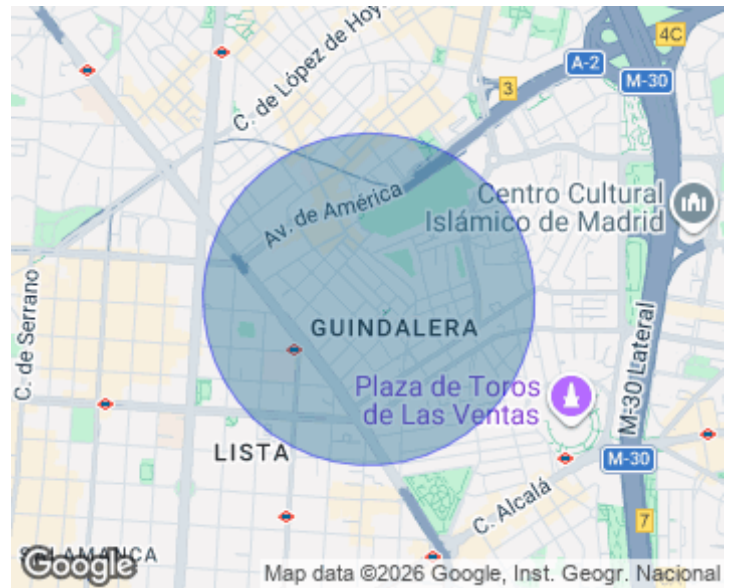 C. de López de Hoy
4C
A-2
M-30
3
Av. de América
Centro Cultural
Islámico de Madrid
C. de Serrano
GUINDALERA
M-30 Lateral
Plaza de Toros
de Las Ventas
LISTA
M-30
C. Alcalá
7
Google
Map data ©2026 Google, Inst. Geogr. Nacional